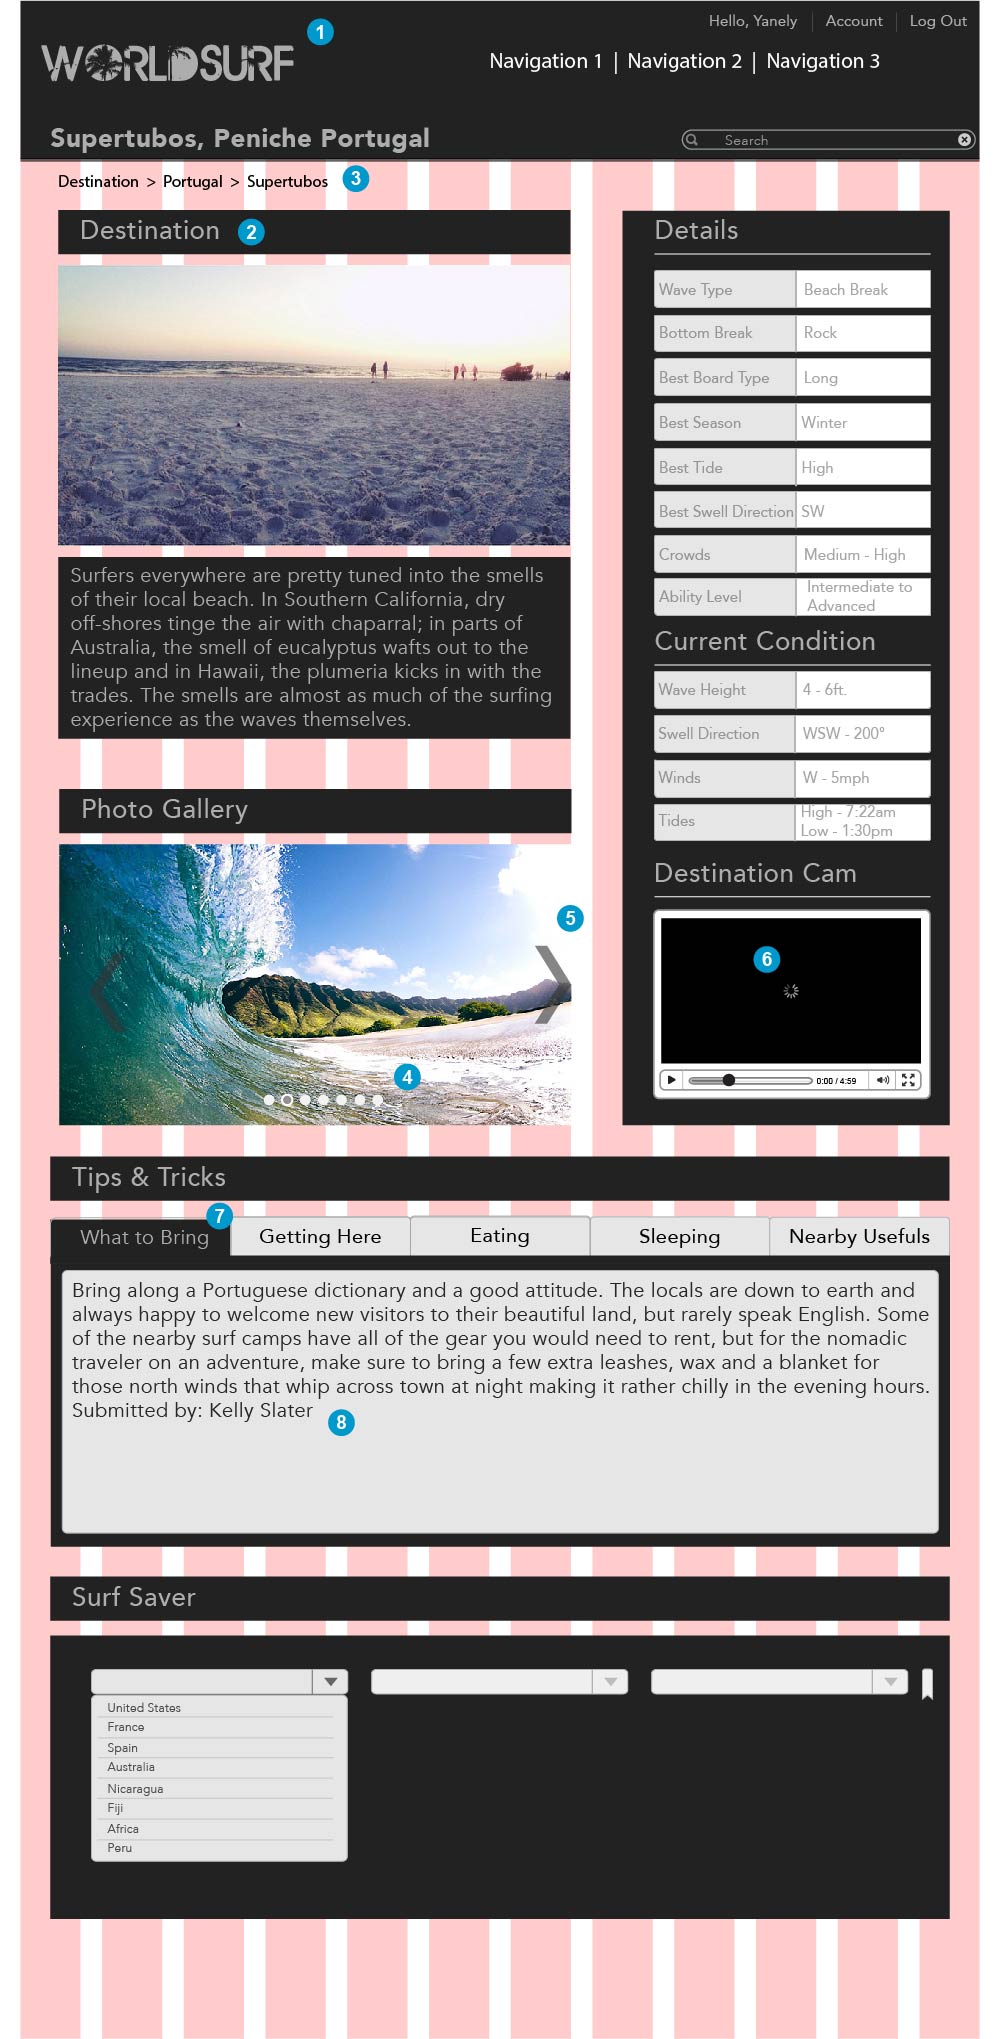 Hello, Yanely
Account
Log Out
1
WORLDSURF
Navigation 1 | Navigation 2 | Navigation 3
Supertubos, Peniche Portugal
Search
Destination > Portugal > Supertubos
3
Destination
2
Surfers everywhere are pretty tuned into the smells
of their local beach. In Southern California, dry
off-shores tinge the air with chaparral; in parts of
Australia, the smell of eucalyptus wafts out to the
lineup and in Hawaii, the plumeria kicks in with the
trades. The smells are almost as much of the surfing
experience as the waves themselves.
Photo Gallery
5
4
Details
Wave Type
Beach Break
Bottom Break
Rock
Best Board Type
Long
Best Season
Winter
Best Tide
High
Best Swell Direction
SW
Crowds
Medium - High
Ability Level
Intermediate to
Advanced
Current Condition
Wave Height
4 - 6ft.
Swell Direction
WSW - 200°
Winds
W - 5mph
Tides
High - 7:22am
Low - 1:30pm
Destination Cam
6
0:00 / 4:59
Tips & Tricks
7
What to Bring
Getting Here
Eating
Sleeping
Nearby Usefuls
Bring along a Portuguese dictionary and a good attitude. The locals are down to earth and
always happy to welcome new visitors to their beautiful land, but rarely speak English. Some
of the nearby surf camps have all of the gear you would need to rent, but for the nomadic
traveler on an adventure, make sure to bring a few extra leashes, wax and a blanket for
those north winds that whip across town at night making it rather chilly in the evening hours.
Submitted by: Kelly Slater
8
Surf Saver
United States
France
Spain
Australia
Nicaragua
Fiji
Africa
Peru